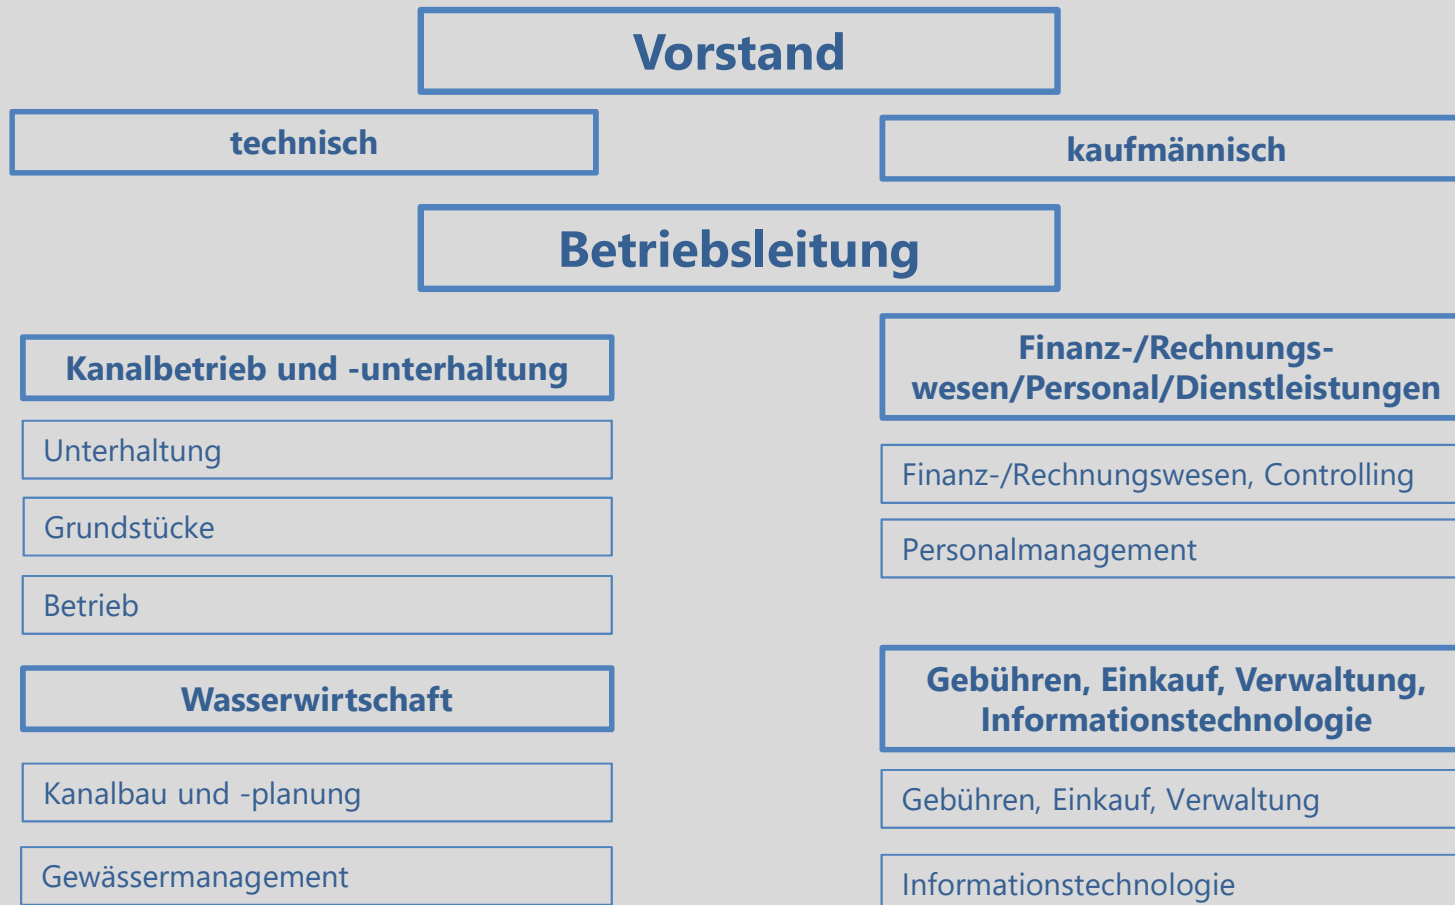 Vorstand
technisch
kaufmännisch
Betriebsleitung
Kanalbetrieb und -unterhaltung
Unterhaltung
Grundstücke
Betrieb
Wasserwirtschaft
Kanalbau und -planung
Gewässermanagement
Finanz-/Rechnungs-
wesen/Personal/Dienstleistungen
Finanz-/Rechnungswesen, Controlling
Personalmanagement
Gebühren, Einkauf, Verwaltung,
Informationstechnologie
Gebühren, Einkauf, Verwaltung
Informationstechnologie